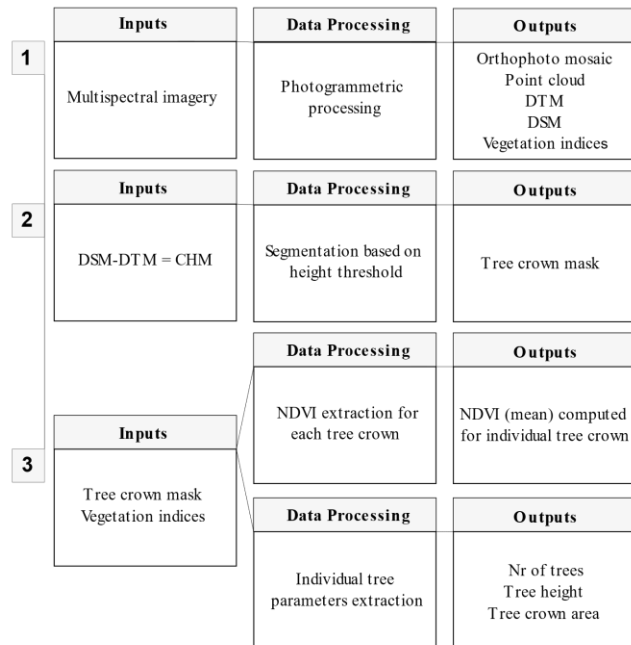 1
Inputs
Multispectral imagery
Data Processing
Photogrammetric
processing
Outputs
Orthophoto mosaic
Point cloud
DTM
DSM
Vegetation indices
2
Inputs
DSM-DTM = CHM
Data Processing
Segmentation based on
height threshold
Outputs
Tree crown mask
3
Inputs
Tree crown mask
Vegetation indices
Data Processing
NDVI extraction for
each tree crown
Outputs
NDVI (mean) computed
for individual tree crown
Data Processing
Individual tree
parameters extraction
Outputs
Nr of trees
Tree height
Tree crown area